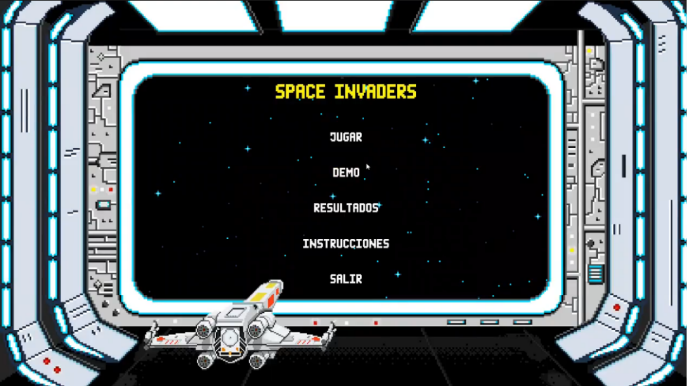 SPACE INVADERS
JUGAR
DEMO
RESULTADOS
INSTRUCCIONES
SALIR